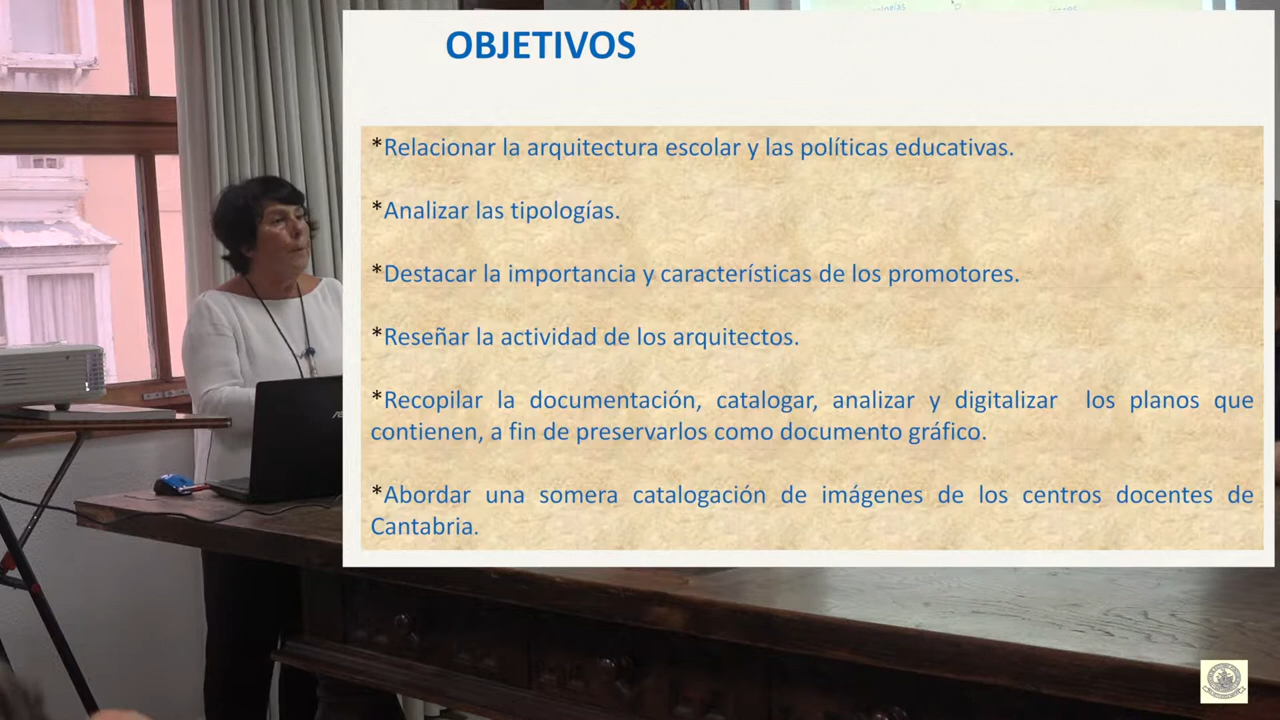 OBJETIVOS
*Relacionar la arquitectura escolar y las políticas educativas.
*Analizar las tipologías.
*Destacar la importancia y características de los promotores.
*Reseñar la actividad de los arquitectos.
*Recopilar la documentación, catalogar, analizar y digitalizar los planos que
contienen, a fin de preservarlos como documento gráfico.
*Abordar una somera catalogación de imágenes de los centros docentes de
Cantabria.